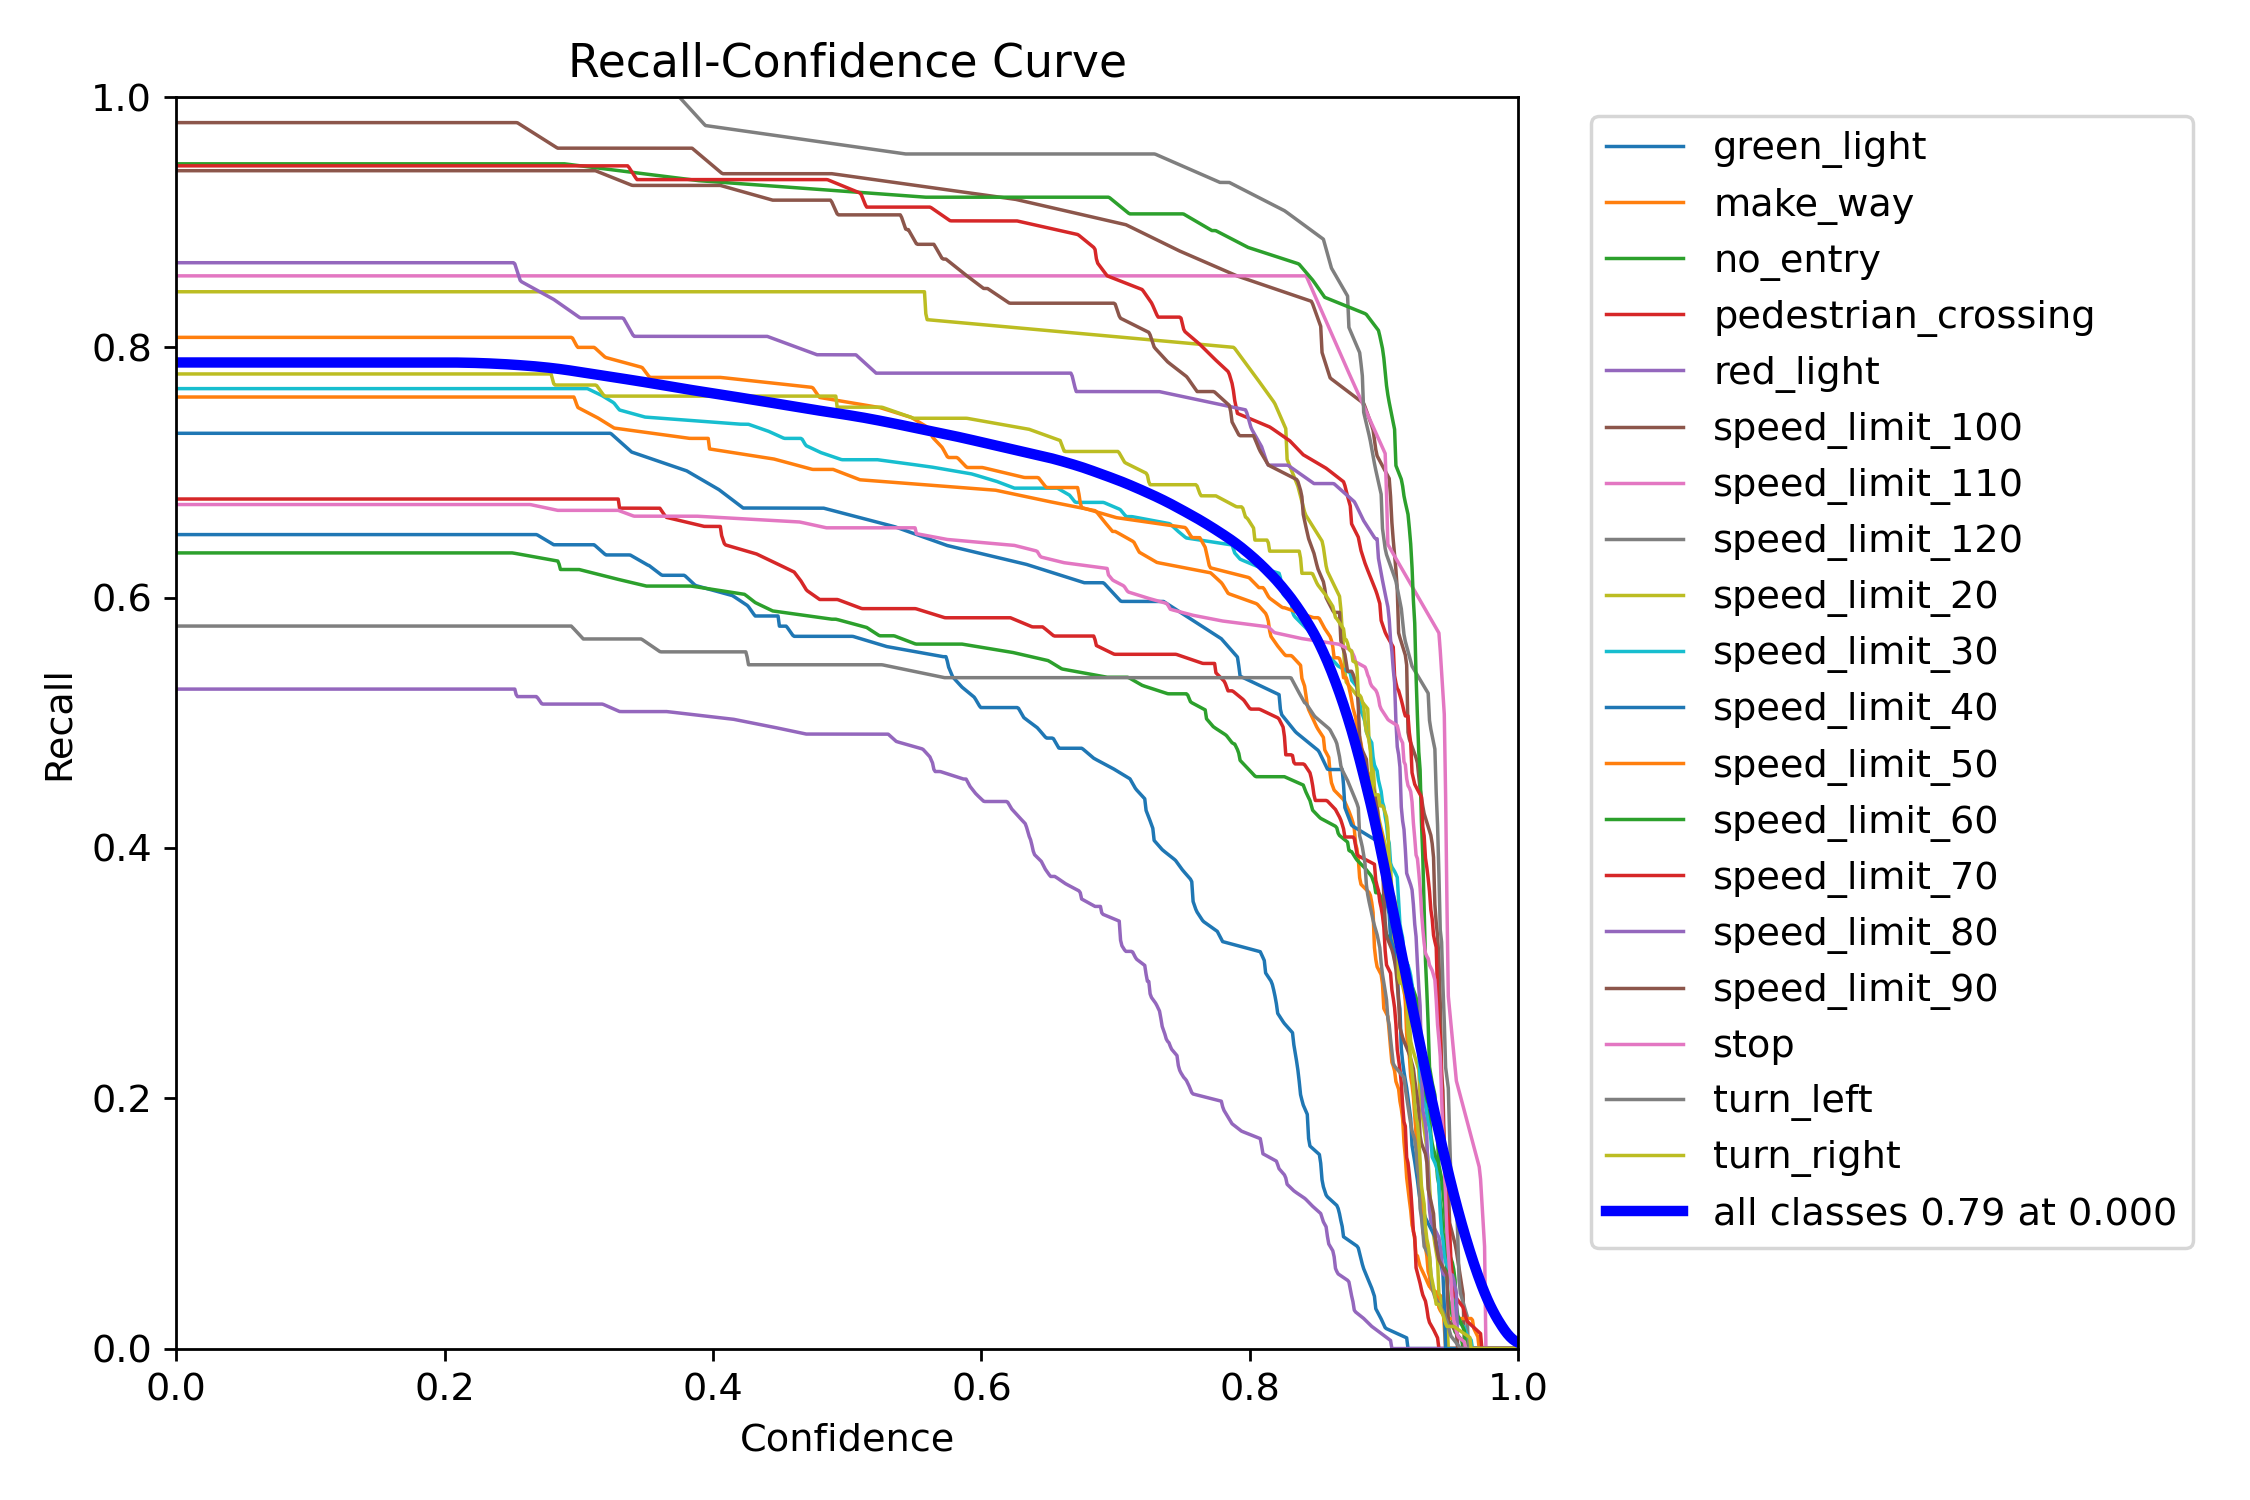 Recall-Confidence Curve
1.0
0.8
0.6
0.4
0.2
0.0
Recall
0.0 0.2 0.4 0.6 0.8 1.0
Confidence
green_light
make_way
no_entry
pedestrian_crossing
red_light
speed_limit_100
speed_limit_110
speed_limit_120
speed_limit_20
speed_limit_30
speed_limit_40
speed_limit_50
speed_limit_60
speed_limit_70
speed_limit_80
speed_limit_90
stop
turn_left
turn_right
all classes 0.79 at 0.000